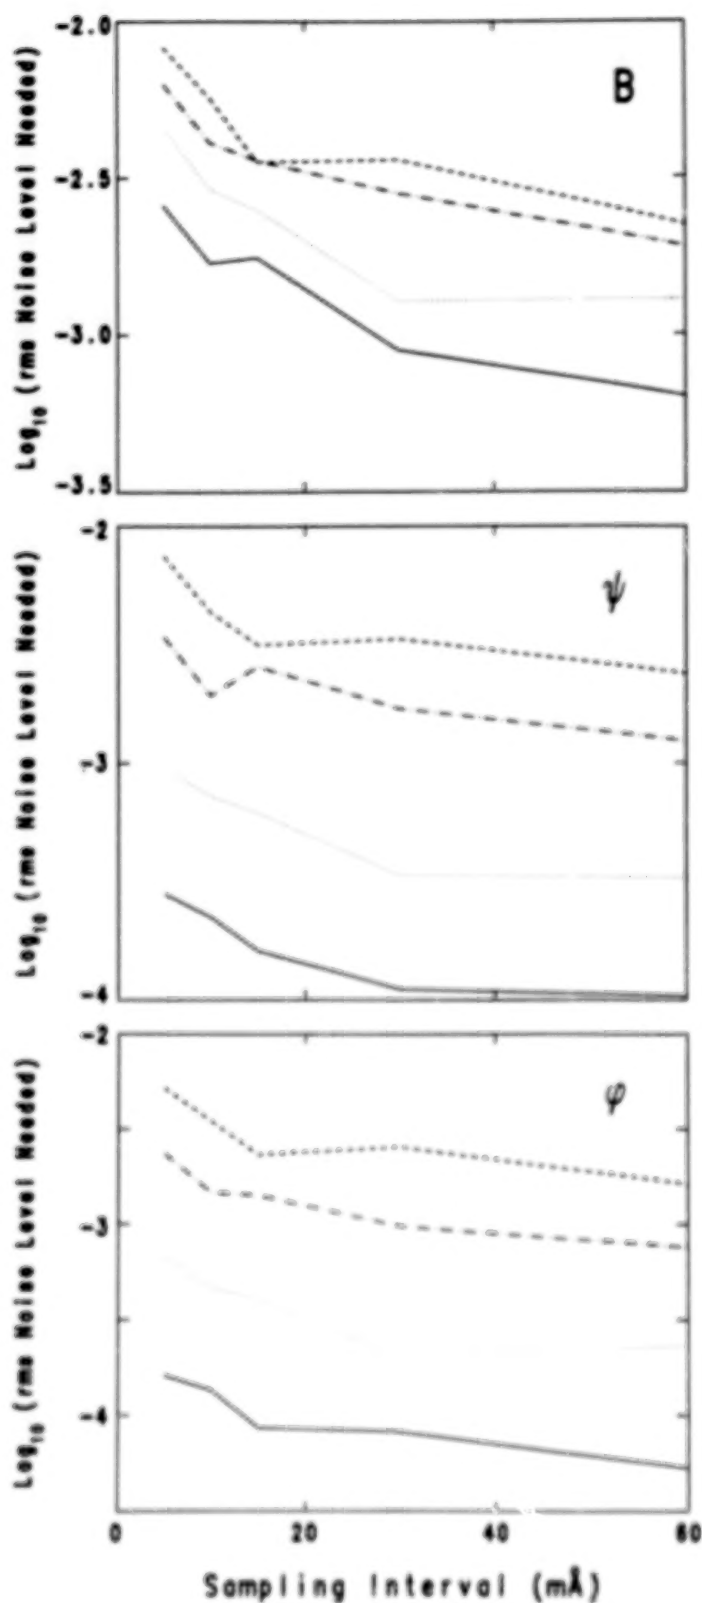 -2.0
B
-2.5
-3.0
-3.5
Log₁₀ (rms Noise Level Needed)
-2
ψ
-3
-4
Log₁₀ (rms Noise Level Needed)
-2
φ
-3
-4
Log₁₀ (rms Noise Level Needed)
0 20 40 60
Sampling Interval (mÅ)